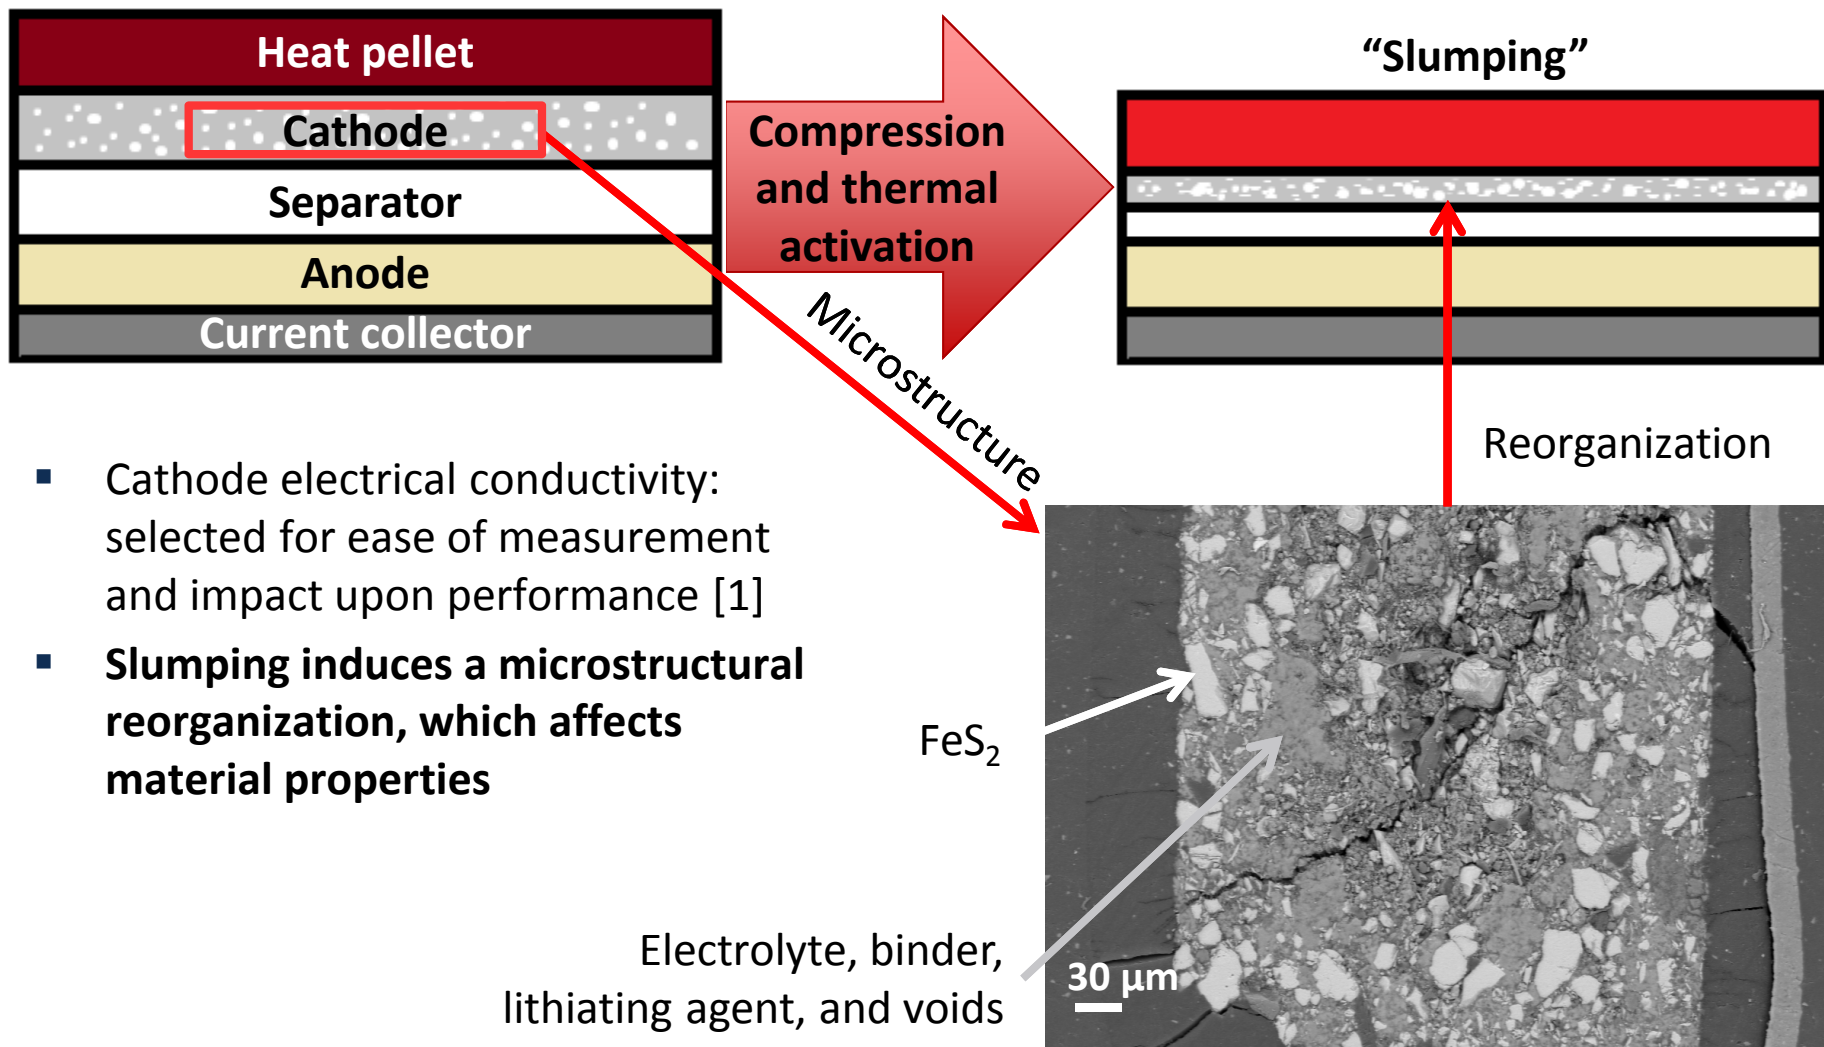 Heat pellet
Cathode
Separator
Anode
Current collector
Compression
and thermal
activation
“Slumping”
Microstructure
Reorganization
▪ Cathode electrical conductivity:
selected for ease of measurement
and impact upon performance [1]
▪ Slumping induces a microstructural
reorganization, which affects
material properties
FeS₂
Electrolyte, binder,
lithiating agent, and voids
30 µm